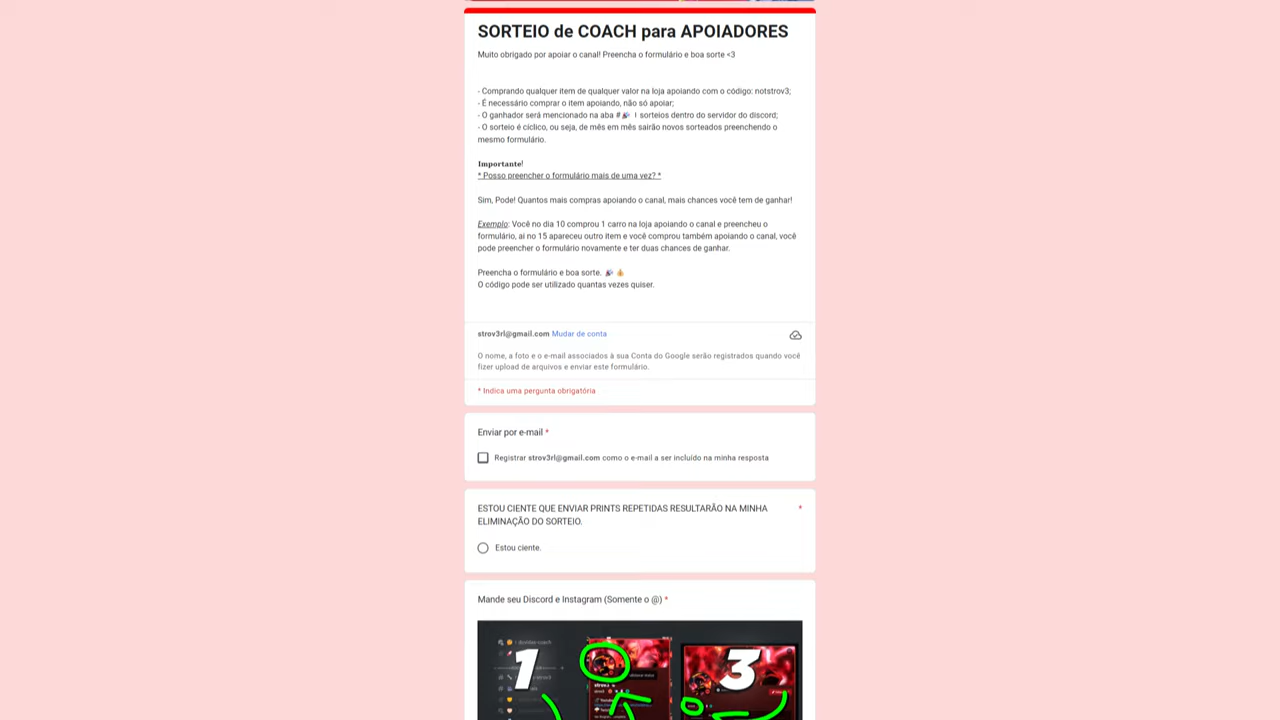 SORTEIO de COACH para APOIADORES
Muito obrigado por apoiar o canal! Preencha o formulário e boa sorte <3
- Comprando qualquer item de qualquer valor na loja apoiando com o código: notstrov3;
- É necessário comprar o item apoiando, não só apoiar;
- O ganhador será mencionado na aba #🎉 | sorteios dentro do servidor do discord;
- O sorteio é cíclico, ou seja, de mês em mês sairão novos sorteados preenchendo o
mesmo formulário.
Importante!
* Posso preencher o formulário mais de uma vez? *
Sim, Pode! Quantos mais compras apoiando o canal, mais chances você tem de ganhar!
Exemplo: Você no dia 10 comprou 1 carro na loja apoiando o canal e preencheu o
formulário, ai no 15 apareceu outro item e você comprou também apoiando o canal, você
pode preencher o formulário novamente e ter duas chances de ganhar.
Preencha o formulário e boa sorte. 🎉 💰
O código pode ser utilizado quantas vezes quiser.
strov3rl@gmail.com Mudar de conta
O nome, a foto e o e-mail associados à sua Conta do Google serão registrados quando você
fizer upload de arquivos e enviar este formulário.
* Indica uma pergunta obrigatória
Enviar por e-mail *
Registrar strov3rl@gmail.com como o e-mail a ser incluído na minha resposta
ESTOU CIENTE QUE ENVIAR PRINTS REPETIDAS RESULTARÃO NA MINHA *
ELIMINAÇÃO DO SORTEIO.
Estou ciente.
Mande seu Discord e Instagram (Somente o @) *
1
3